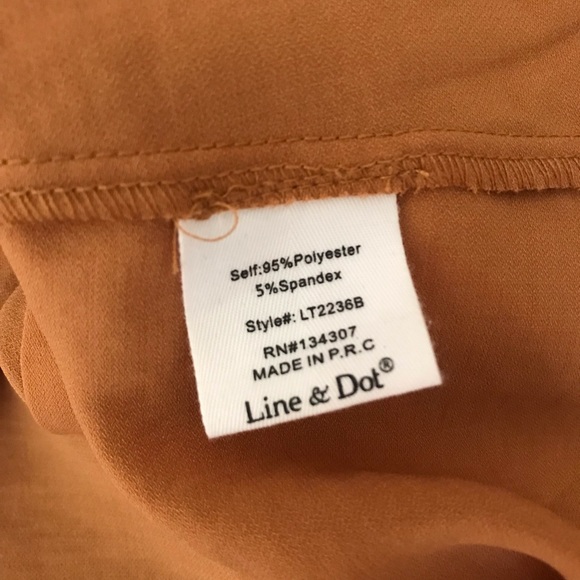 Self:95%Polyester
5%Spandex
Style#: LT2236B
RN#134307
MADE IN P.R.C
Line & Dot®